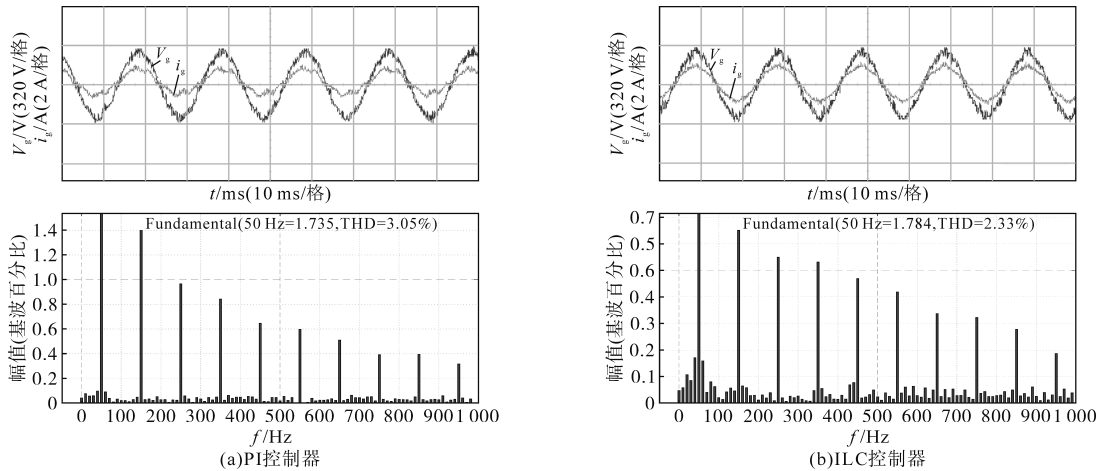 V_g/V(320 V/格)
i_g/A(2 A/格)
V_g
i_g
t/ms(10 ms/格)
幅值(基波百分比)
Fundamental(50 Hz=1.735,THD=3.05%)
1.4
1.2
1.0
0.8
0.6
0.4
0.2
0
0 100 200 300 400 500 600 700 800 900 1 000
f/Hz
(a)PI控制器
V_g/V(320 V/格)
i_g/A(2 A/格)
V_g
i_g
t/ms(10 ms/格)
幅值(基波百分比)
Fundamental(50 Hz=1.784,THD=2.33%)
0.7
0.6
0.6
0.4
0.3
0.2
0.1
0
0 100 200 300 400 500 600 700 800 900 1 000
f/Hz
(b)ILC控制器